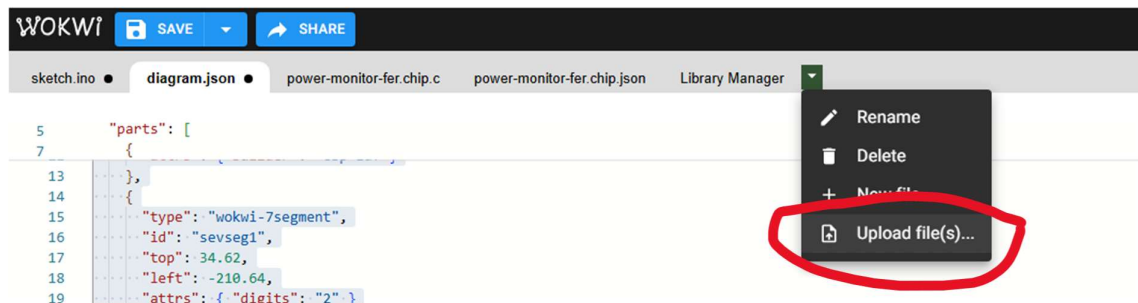 WOKWI SAVE SHARE
sketch.ino ● diagram.json ● power-monitor-fer.chip.c power-monitor-fer.chip.json Library Manager
Rename
Delete
New file
Upload file(s)...
5 "parts": [
7 {
13 },
14 {
15 "type": "wokwi-7segment",
16 "id": "sevseg1",
17 "top": 34.62,
18 "left": -210.64,
19 "attrs": { "digits": "2" }